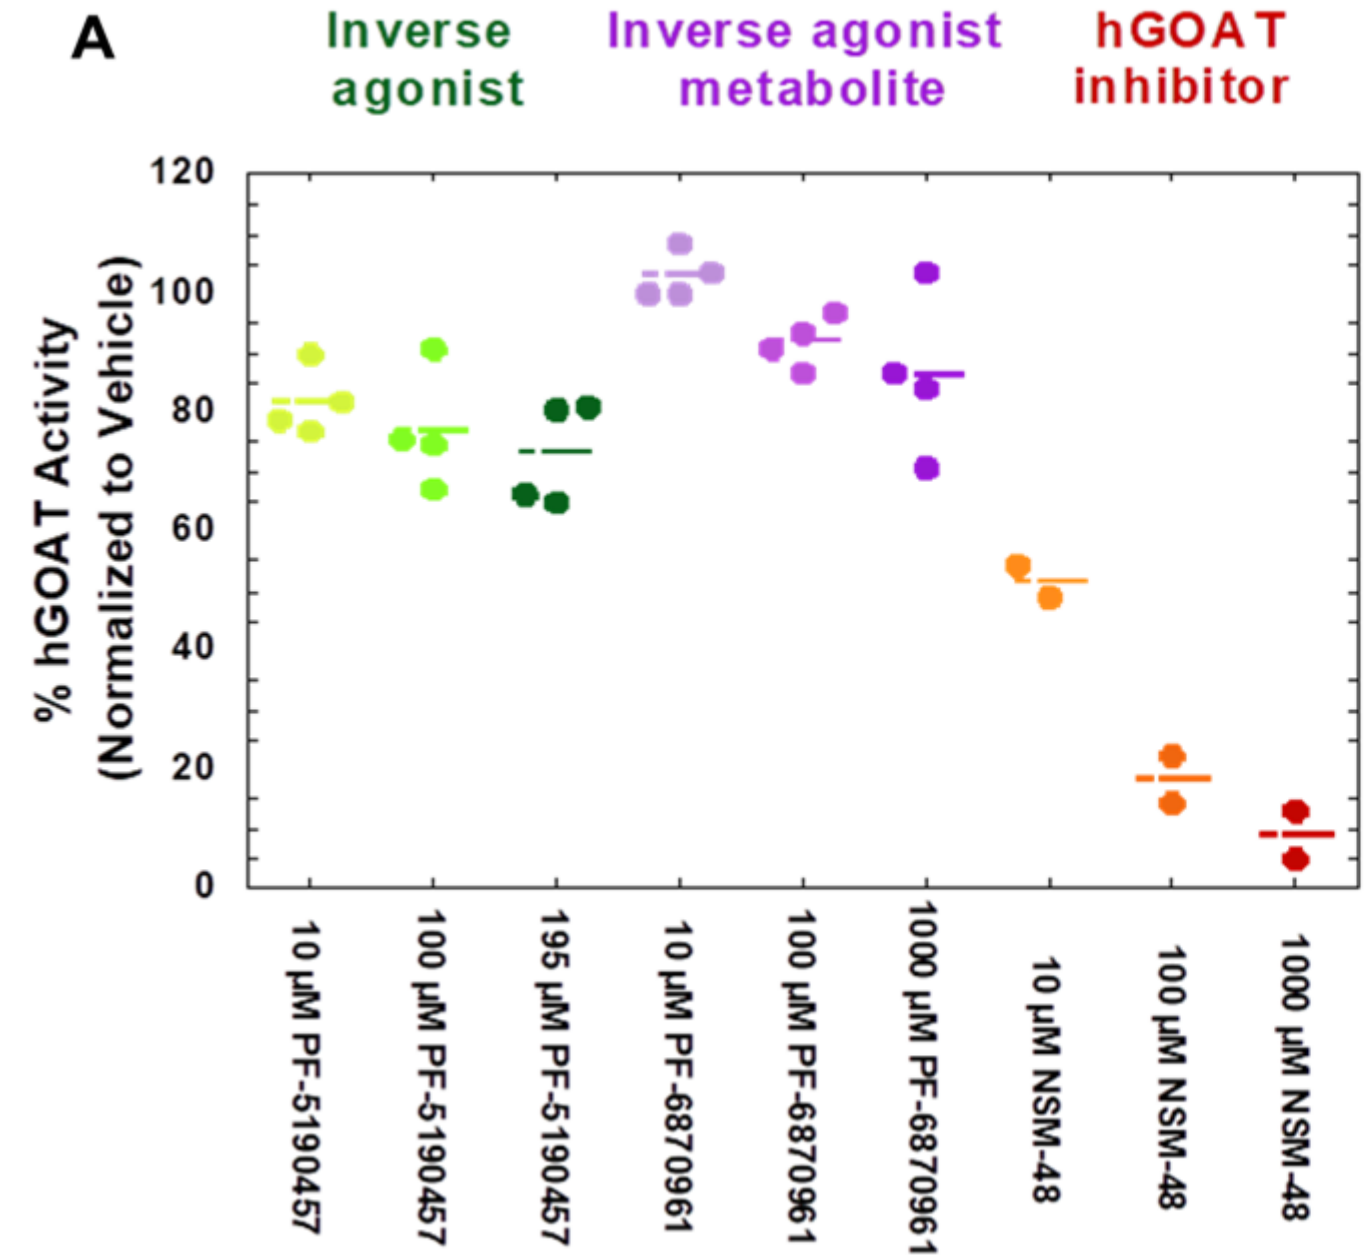 A
Inverse
agonist
Inverse agonist
metabolite
hGOAT
inhibitor
% hGOAT Activity
(Normalized to Vehicle)
120
100
80
60
40
20
0
10 µM PF-5190457
100 µM PF-5190457
195 µM PF-5190457
10 µM PF-6870961
100 µM PF-6870961
1000 µM PF-6870961
10 µM NSM-48
100 µM NSM-48
1000 µM NSM-48